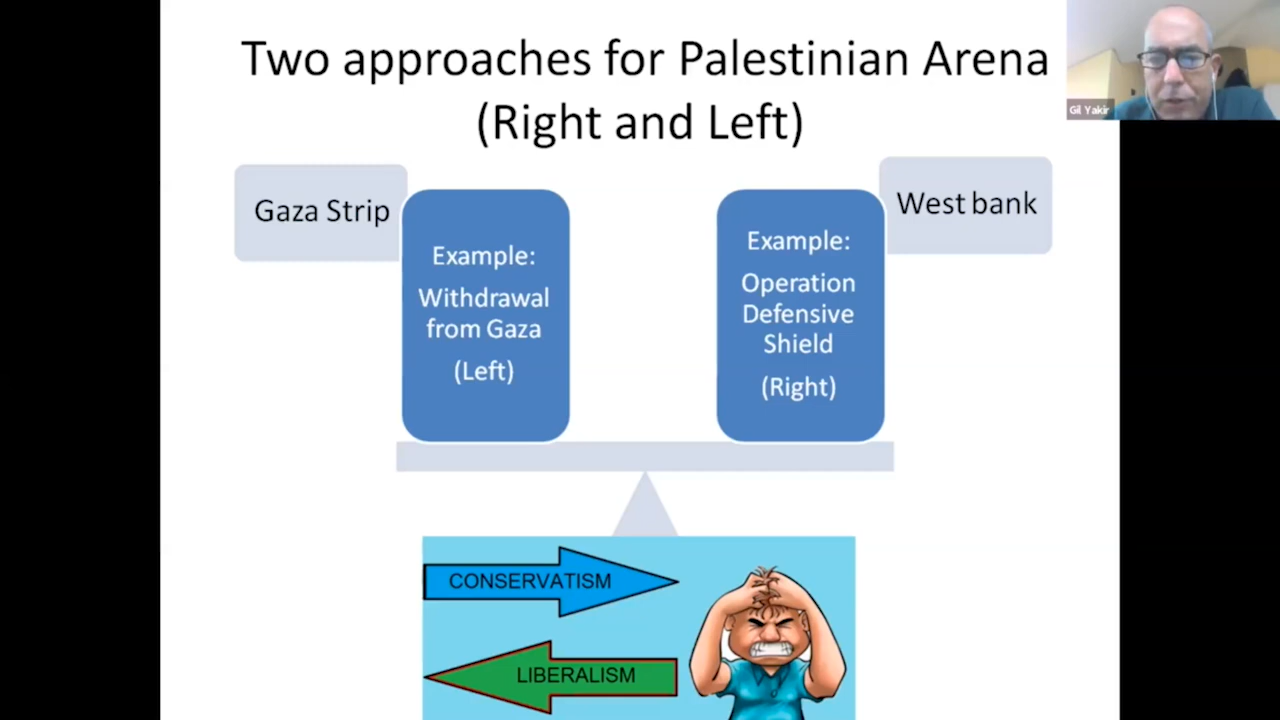 Two approaches for Palestinian Arena
(Right and Left)
Gil Yakir
Gaza Strip
Example:
Withdrawal
from Gaza
(Left)
Example:
Operation
Defensive
Shield
(Right)
West bank
CONSERVATISM
LIBERALISM